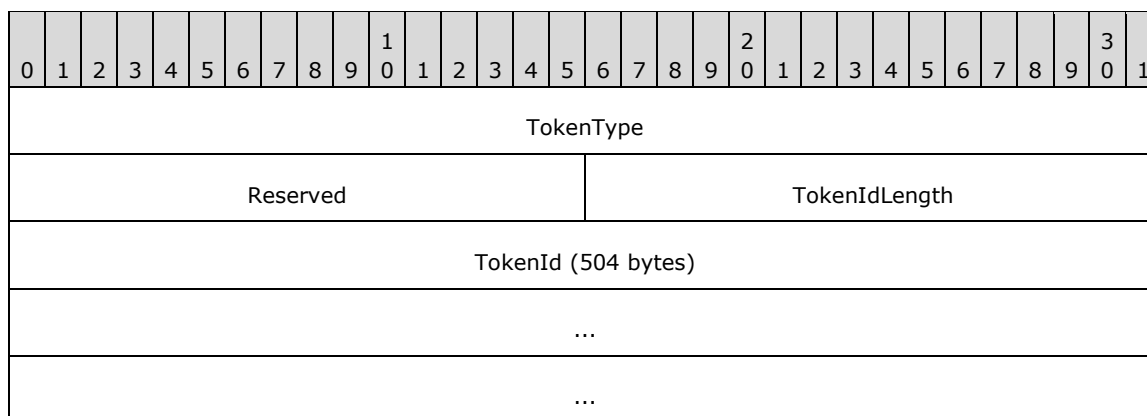 1 2 3
0 1 2 3 4 5 6 7 8 9 0 1 2 3 4 5 6 7 8 9 0 1 2 3 4 5 6 7 8 9 0 1
TokenType
Reserved TokenIdLength
TokenId (504 bytes)
...
...